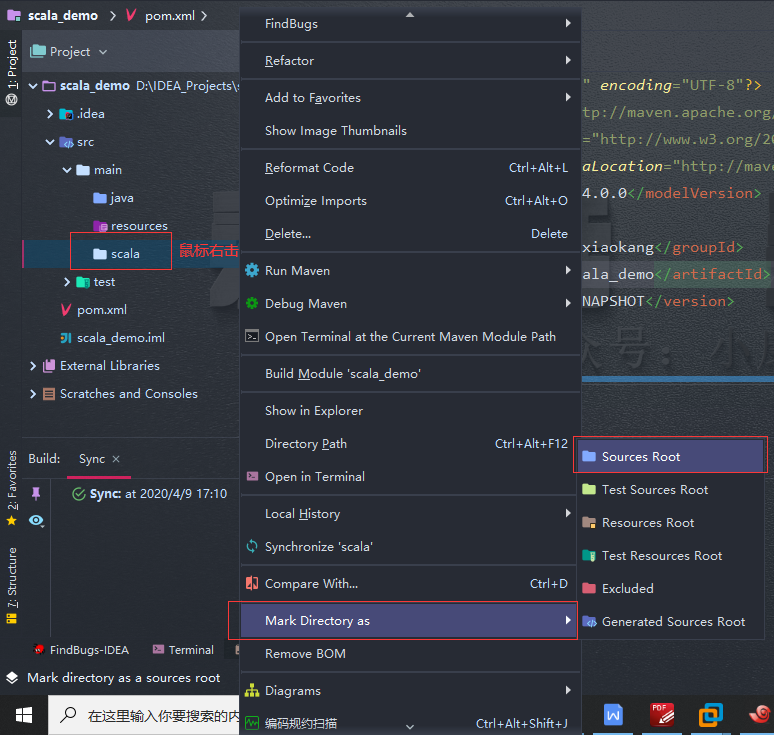 scala_demo
pom.xml
Project
scala_demo D:\IDEA_Projects\s
.idea
src
main
java
resources
scala
鼠标右击
test
pom.xml
scala_demo.iml
External Libraries
Scratches and Consoles
1: Project
2: Favorites
7: Structure
Build:
Sync ×
Sync: at 2020/4/9 17:10
FindBugs-IDEA
Terminal
Mark directory as a sources root
在这里输入你要搜索的内
FindBugs
Refactor
Add to Favorites
Show Image Thumbnails
Reformat Code Ctrl+Alt+L
Optimize Imports Ctrl+Alt+O
Delete... Delete
Run Maven
Debug Maven
Open Terminal at the Current Maven Module Path
Build Module 'scala_demo'
Show in Explorer
Directory Path Ctrl+Alt+F12
Open in Terminal
Local History
Synchronize 'scala'
Compare With... Ctrl+D
Mark Directory as
Remove BOM
Diagrams
编码规约扫描 Ctrl+Alt+Shift+J
Sources Root
Test Sources Root
Resources Root
Test Resources Root
Excluded
Generated Sources Root
" encoding="UTF-8"?>
tp://maven.apache.org/
="http://www.w3.org/20
aLocation="http://mave
4.0.0</modelVersion>
xiaokang</groupId>
ala_demo</artifactId>
NAPSHOT</version>
PDF